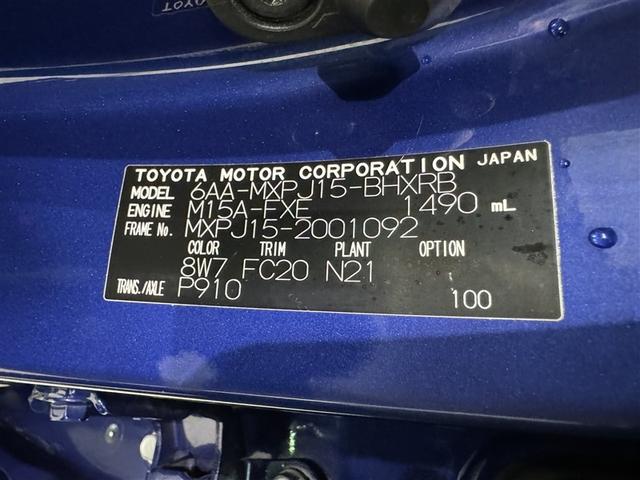 TOYOTA MOTOR CORPORATION JAPAN
MODEL 6AA-MXPJ15-BHXRB
ENGINE M15A-FXE 1490 mL
FRAME No. MXPJ15-2001092
COLOR TRIM PLANT OPTION
8W7 FC20 N21
TRANS./AXLE P910 100